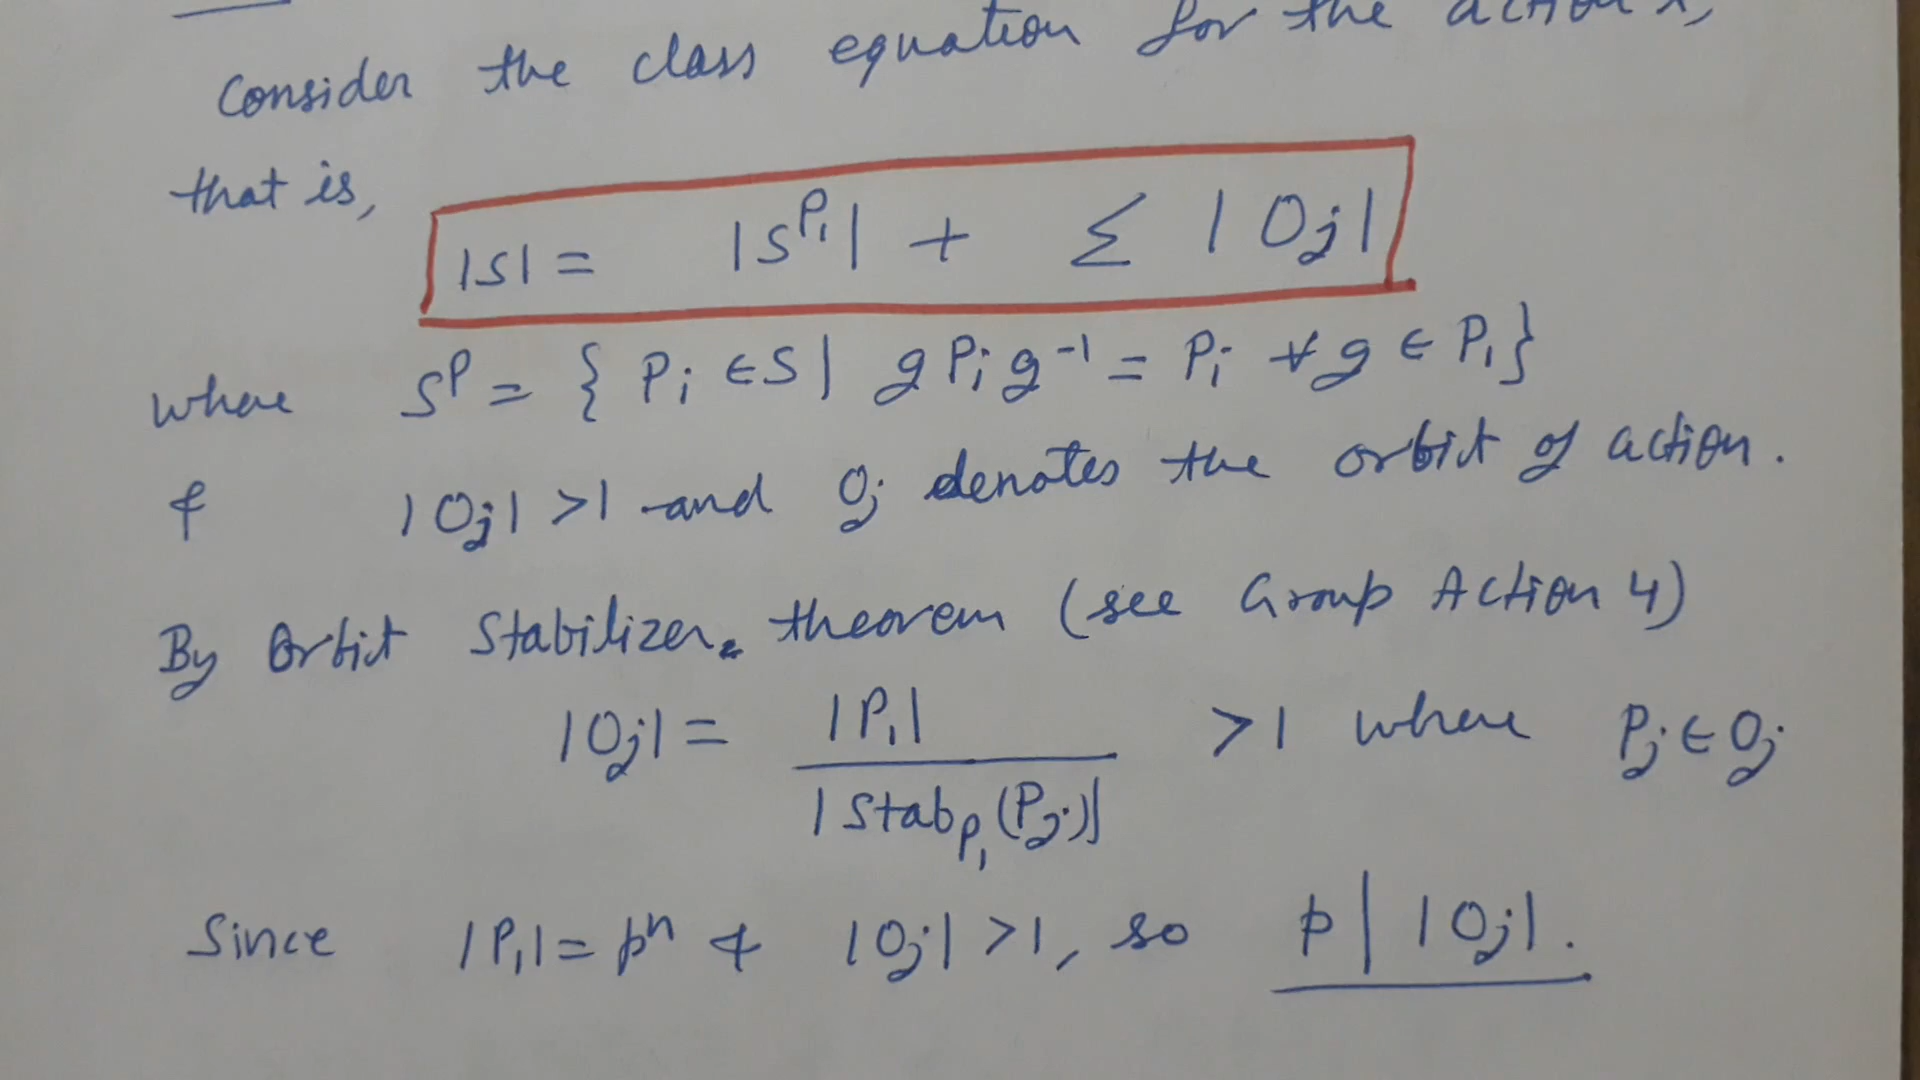 Consider the class equation for the action,
that is,
|S| = |S^{P_1}| + Σ |O_j|
where S^P = { P_i ∈ S | g P_i g^{-1} = P_i ∀ g ∈ P_1 }
& |O_j| > 1 and O_j denotes the orbit of action.
By Orbit Stabilizer theorem (see Group Action 4)
|O_j| = |P_1| / |Stab_{P_1}(P_j)| > 1 where P_j ∈ O_j
Since |P_1| = p^n & |O_j| > 1, so p | |O_j|.